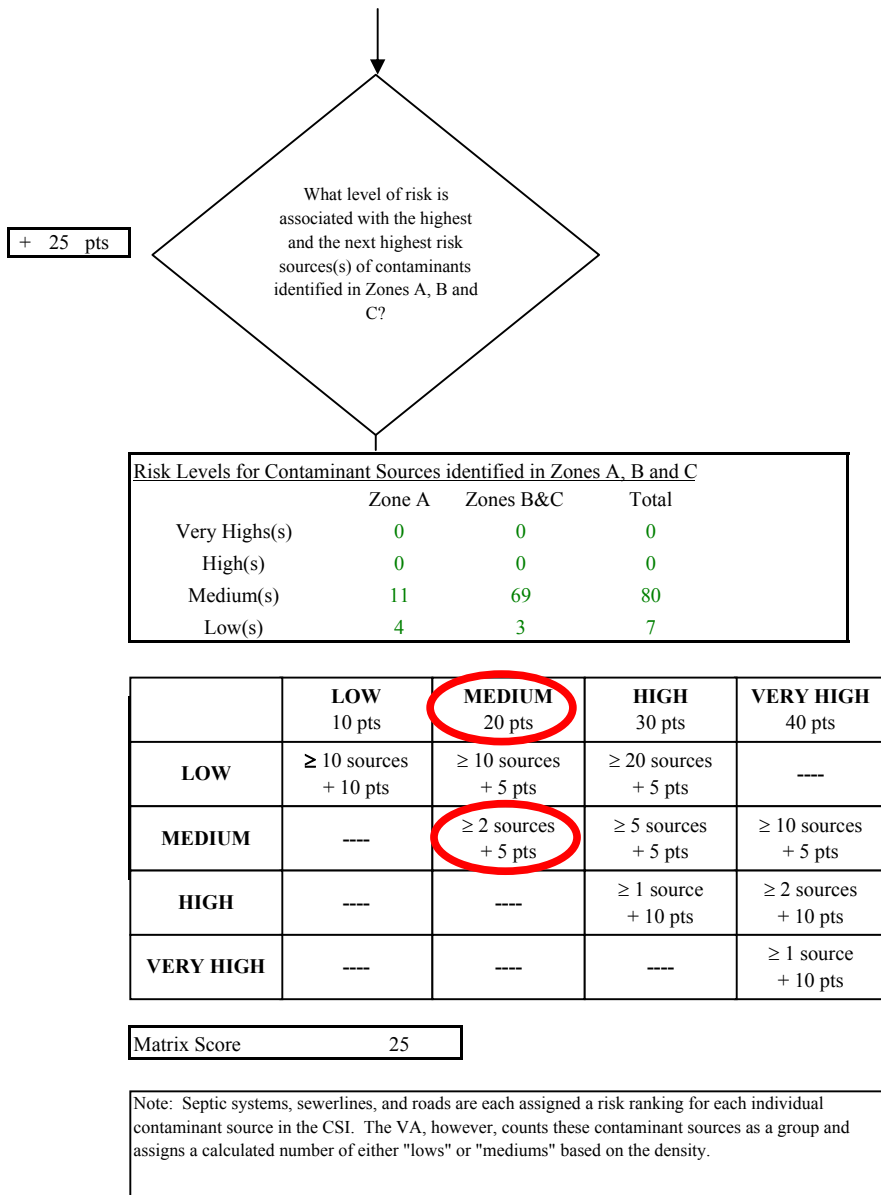 What level of risk is
associated with the highest
and the next highest risk
sources(s) of contaminants
identified in Zones A, B and
C?
+ 25 pts
Risk Levels for Contaminant Sources identified in Zones A, B and C
Zone A Zones B&C Total
Very Highs(s) 0 0 0
High(s) 0 0 0
Medium(s) 11 69 80
Low(s) 4 3 7
LOW MEDIUM HIGH VERY HIGH
10 pts 20 pts 30 pts 40 pts
LOW ≥ 10 sources ≥ 10 sources ≥ 20 sources ----
+ 10 pts + 5 pts + 5 pts
MEDIUM ---- ≥ 2 sources ≥ 5 sources ≥ 10 sources
+ 5 pts + 5 pts + 5 pts
HIGH ---- ---- ≥ 1 source ≥ 2 sources
+ 10 pts + 10 pts
VERY HIGH ---- ---- ---- ≥ 1 source
+ 10 pts
Matrix Score 25
Note: Septic systems, sewerlines, and roads are each assigned a risk ranking for each individual
contaminant source in the CSI. The VA, however, counts these contaminant sources as a group and
assigns a calculated number of either "lows" or "mediums" based on the density.